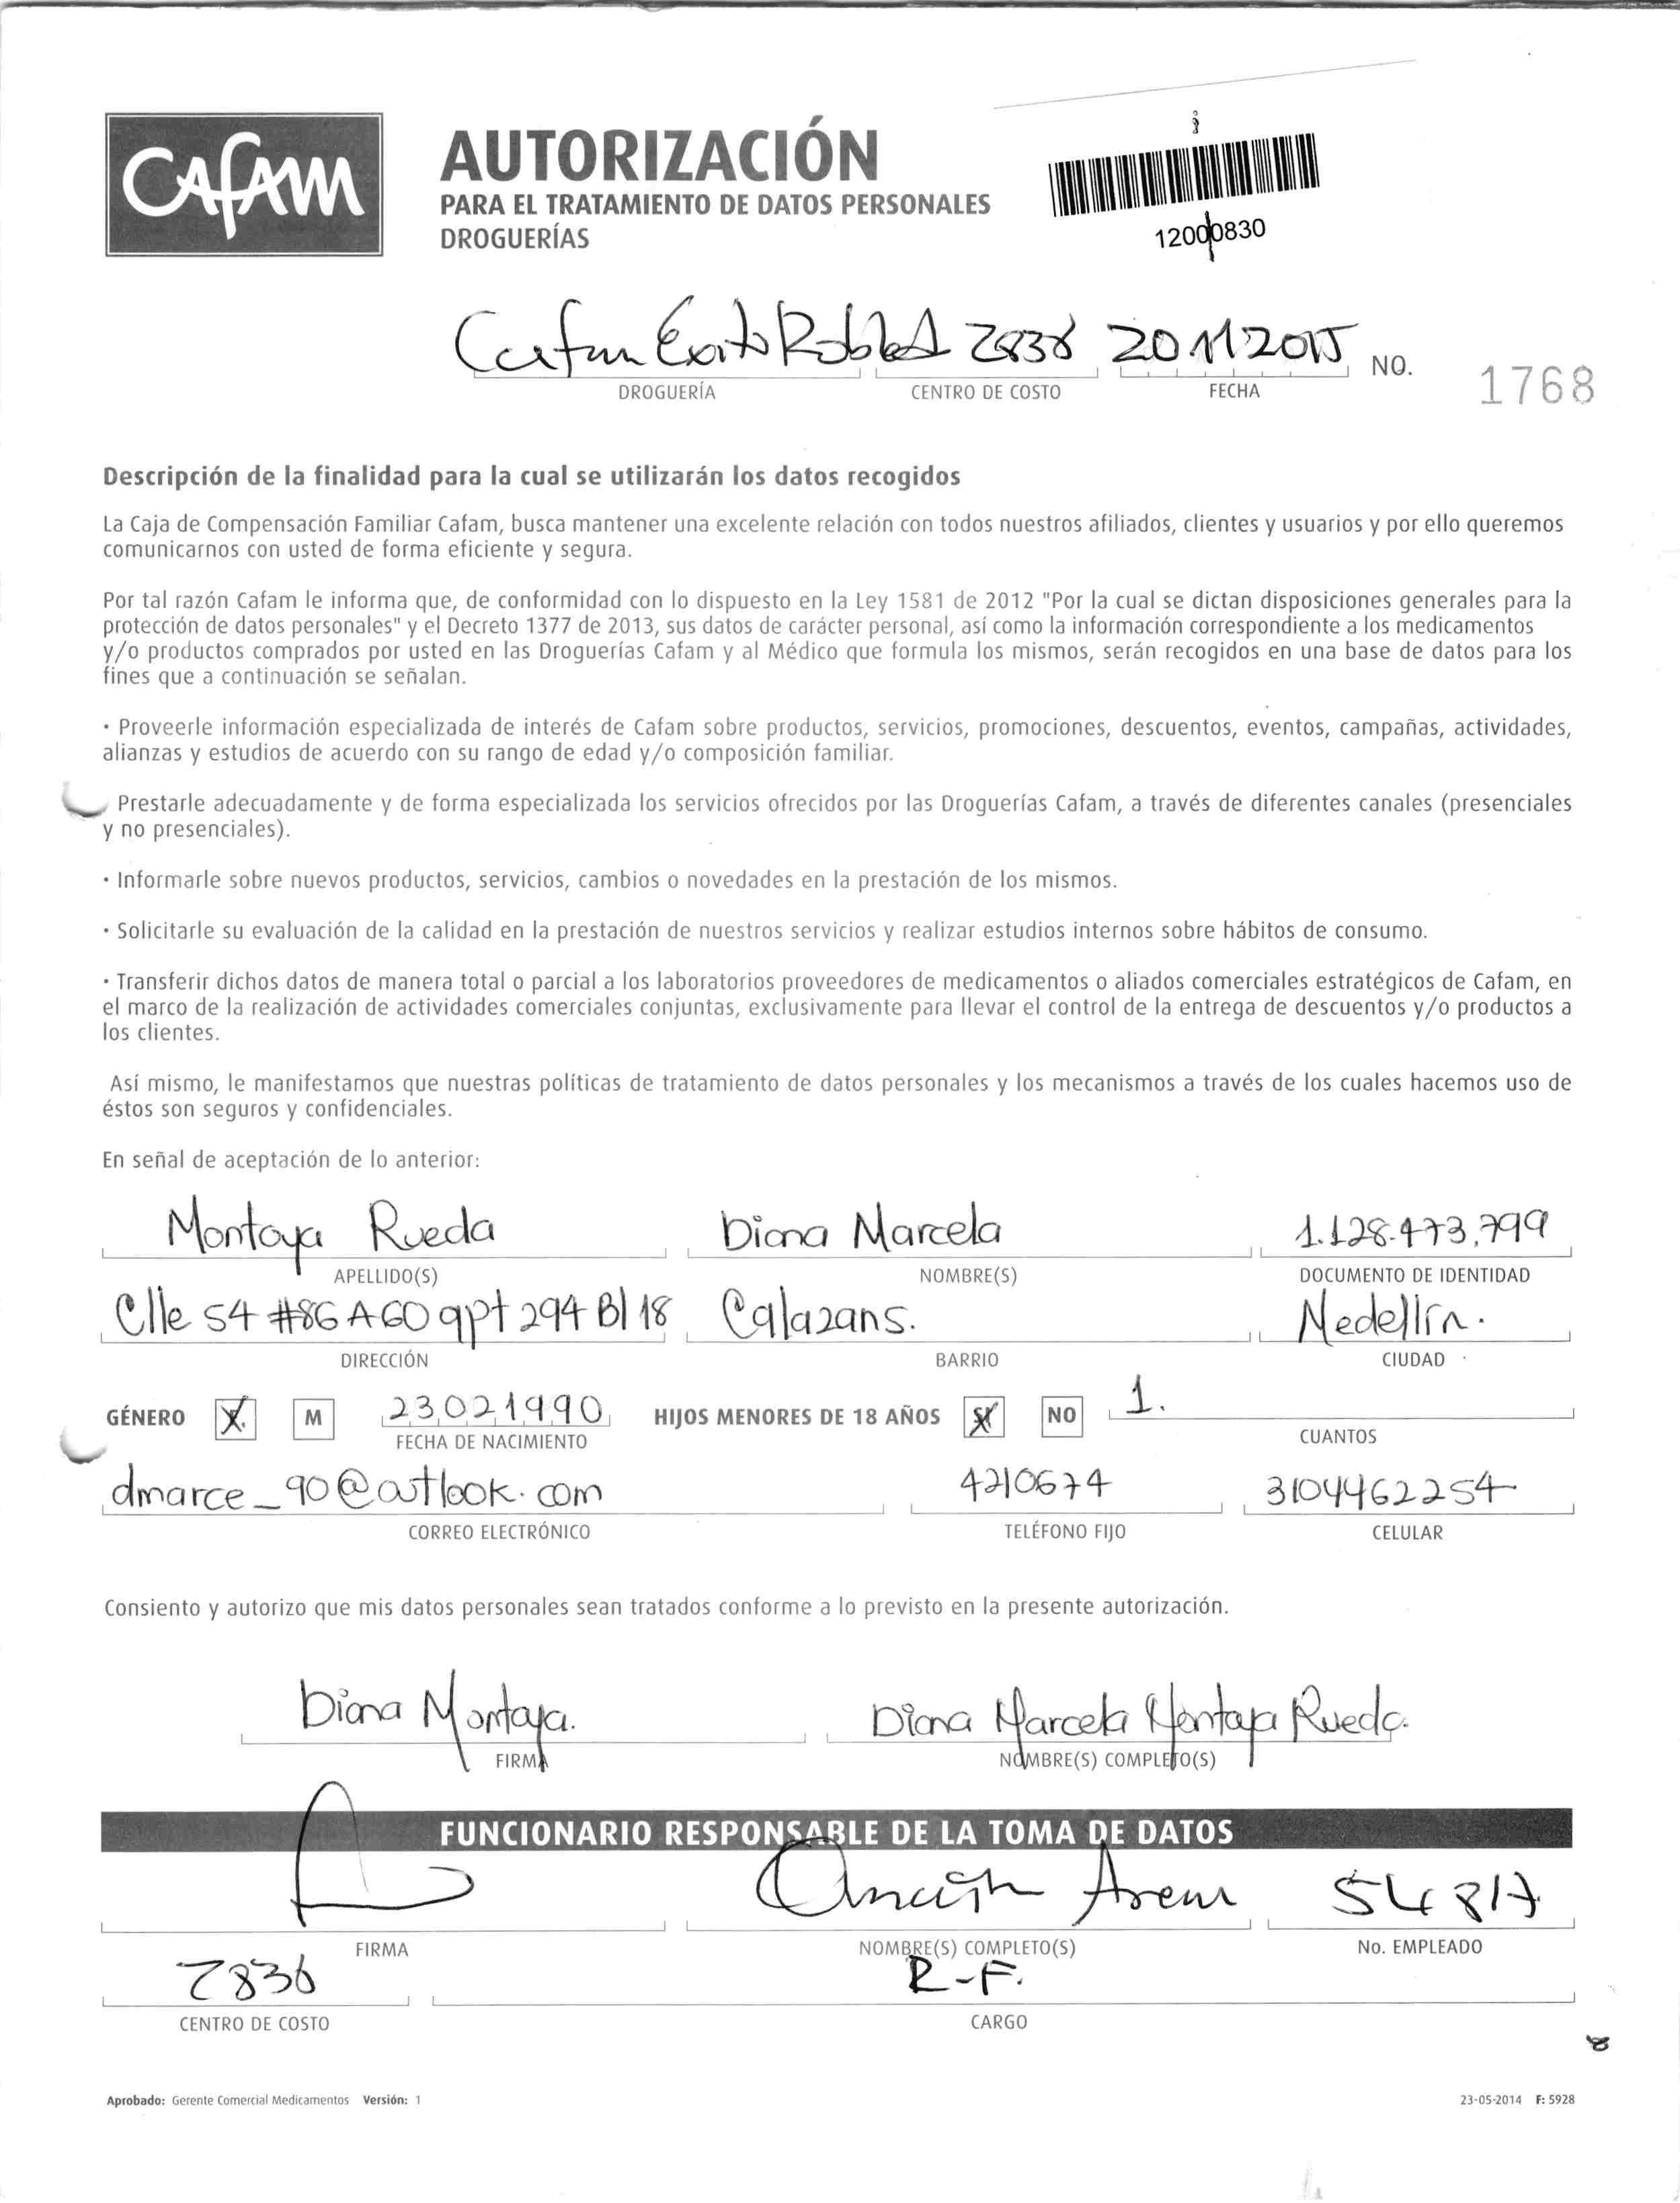 Cafam
AUTORIZACIÓN
PARA EL TRATAMIENTO DE DATOS PERSONALES
DROGUERÍAS
12000830
Cafam Exito Robledo 2836 20 11 2015 NO. 1768
DROGUERÍA CENTRO DE COSTO FECHA
Descripción de la finalidad para la cual se utilizarán los datos recogidos
La Caja de Compensación Familiar Cafam, busca mantener una excelente relación con todos nuestros afiliados, clientes y usuarios y por ello queremos
comunicarnos con usted de forma eficiente y segura.
Por tal razón Cafam le informa que, de conformidad con lo dispuesto en la Ley 1581 de 2012 "Por la cual se dictan disposiciones generales para la
protección de datos personales" y el Decreto 1377 de 2013, sus datos de carácter personal, así como la información correspondiente a los medicamentos
y/o productos comprados por usted en las Droguerías Cafam y al Médico que formula los mismos, serán recogidos en una base de datos para los
fines que a continuación se señalan.
· Proveerle información especializada de interés de Cafam sobre productos, servicios, promociones, descuentos, eventos, campañas, actividades,
alianzas y estudios de acuerdo con su rango de edad y/o composición familiar.
Prestarle adecuadamente y de forma especializada los servicios ofrecidos por las Droguerías Cafam, a través de diferentes canales (presenciales
y no presenciales).
· Informarle sobre nuevos productos, servicios, cambios o novedades en la prestación de los mismos.
· Solicitarle su evaluación de la calidad en la prestación de nuestros servicios y realizar estudios internos sobre hábitos de consumo.
· Transferir dichos datos de manera total o parcial a los laboratorios proveedores de medicamentos o aliados comerciales estratégicos de Cafam, en
el marco de la realización de actividades comerciales conjuntas, exclusivamente para llevar el control de la entrega de descuentos y/o productos a
los clientes.
Así mismo, le manifestamos que nuestras políticas de tratamiento de datos personales y los mecanismos a través de los cuales hacemos uso de
éstos son seguros y confidenciales.
En señal de aceptación de lo anterior:
Montoya Rueda Diana Marcela 1.128.473.799
APELLIDO(S) NOMBRE(S) DOCUMENTO DE IDENTIDAD
Clle 54 #86 A 60 apt 294 Bl 18 Calazans. Medellín.
DIRECCIÓN BARRIO CIUDAD
GÉNERO X. M 23021990 HIJOS MENORES DE 18 AÑOS SI NO 1.
FECHA DE NACIMIENTO CUANTOS
dmarce_90@outlook.com 4210674 3104462254
CORREO ELECTRÓNICO TELÉFONO FIJO CELULAR
Consiento y autorizo que mis datos personales sean tratados conforme a lo previsto en la presente autorización.
Diana Montoya. Diana Marcela Montoya Rueda.
FIRMA NOMBRE(S) COMPLETO(S)
FUNCIONARIO RESPONSABLE DE LA TOMA DE DATOS
FIRMA NOMBRE(S) COMPLETO(S) No. EMPLEADO
2836 R-F.
CENTRO DE COSTO CARGO
Aprobado: Gerente Comercial Medicamentos Versión: 1 23-05-2014 F: 5928